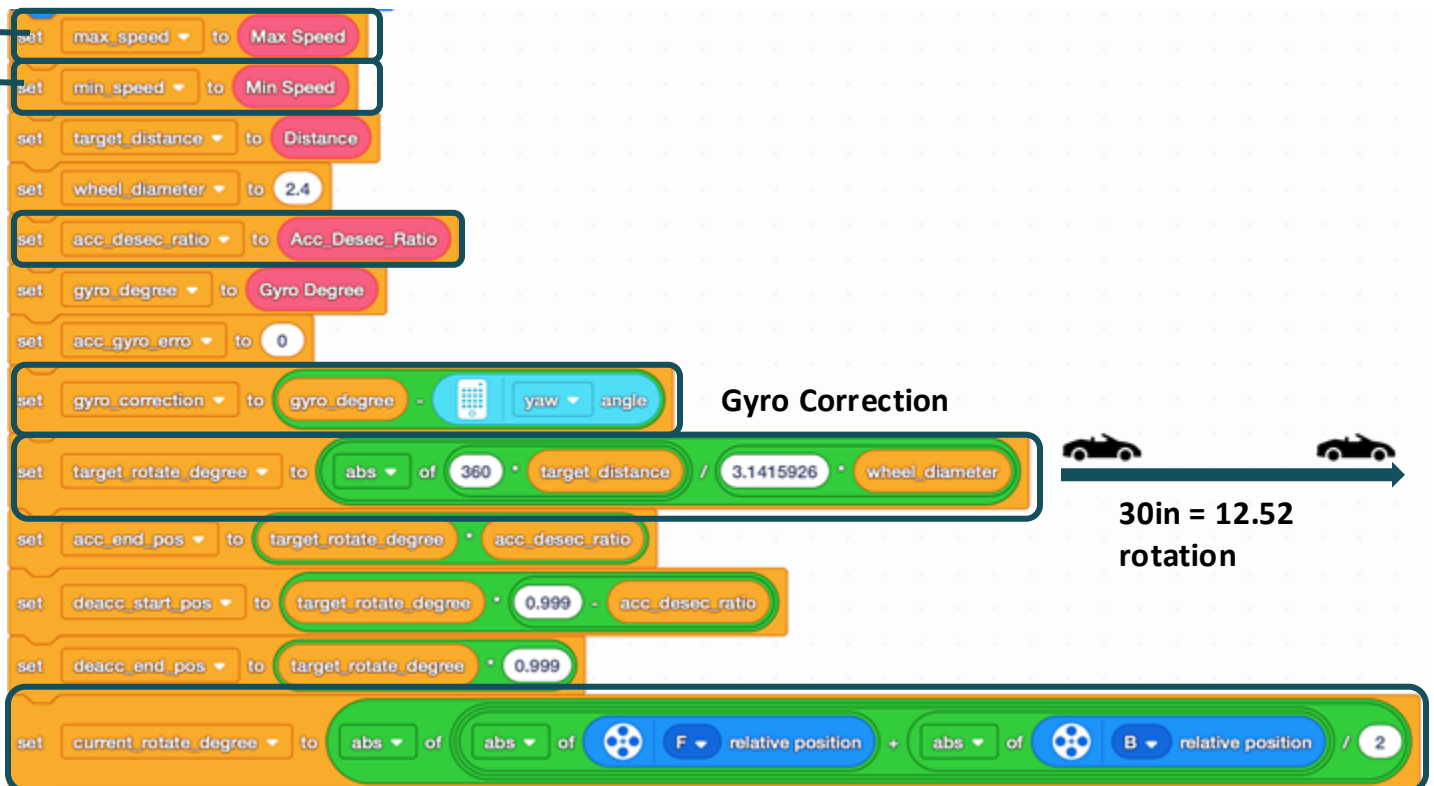 set max_speed to Max Speed
set min_speed to Min Speed
set target_distance to Distance
set wheel_diameter to 2.4
set acc_desec_ratio to Acc_Desec_Ratio
set gyro_degree to Gyro Degree
set acc_gyro_erro to 0
set gyro_correction to gyro_degree - yaw angle Gyro Correction
set target_rotate_degree to abs of 360 * target_distance / 3.1415926 * wheel_diameter
30in = 12.52
rotation
set acc_end_pos to target_rotate_degree * acc_desec_ratio
set deacc_start_pos to target_rotate_degree * 0.999 - acc_desec_ratio
set deacc_end_pos to target_rotate_degree * 0.999
set current_rotate_degree to abs of abs of F relative position + abs of B relative position / 2